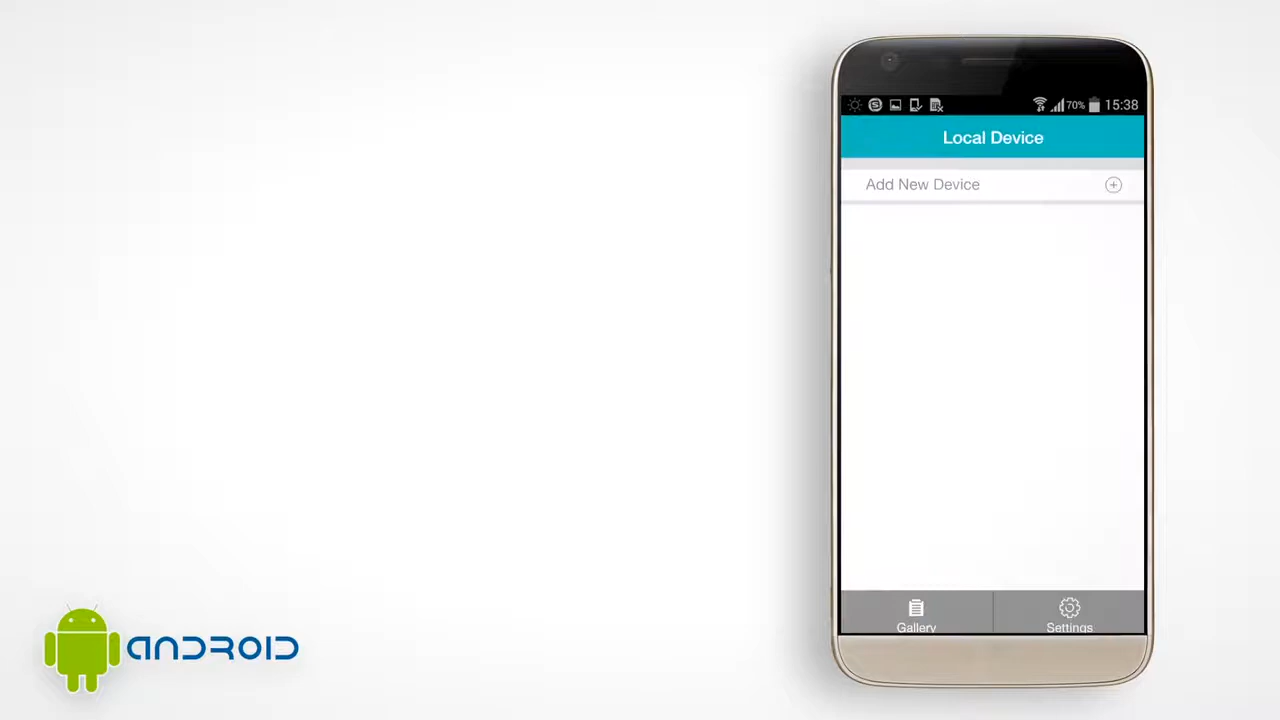 70% 15:38
Local Device
Add New Device
Gallery
Settings
ANDROID